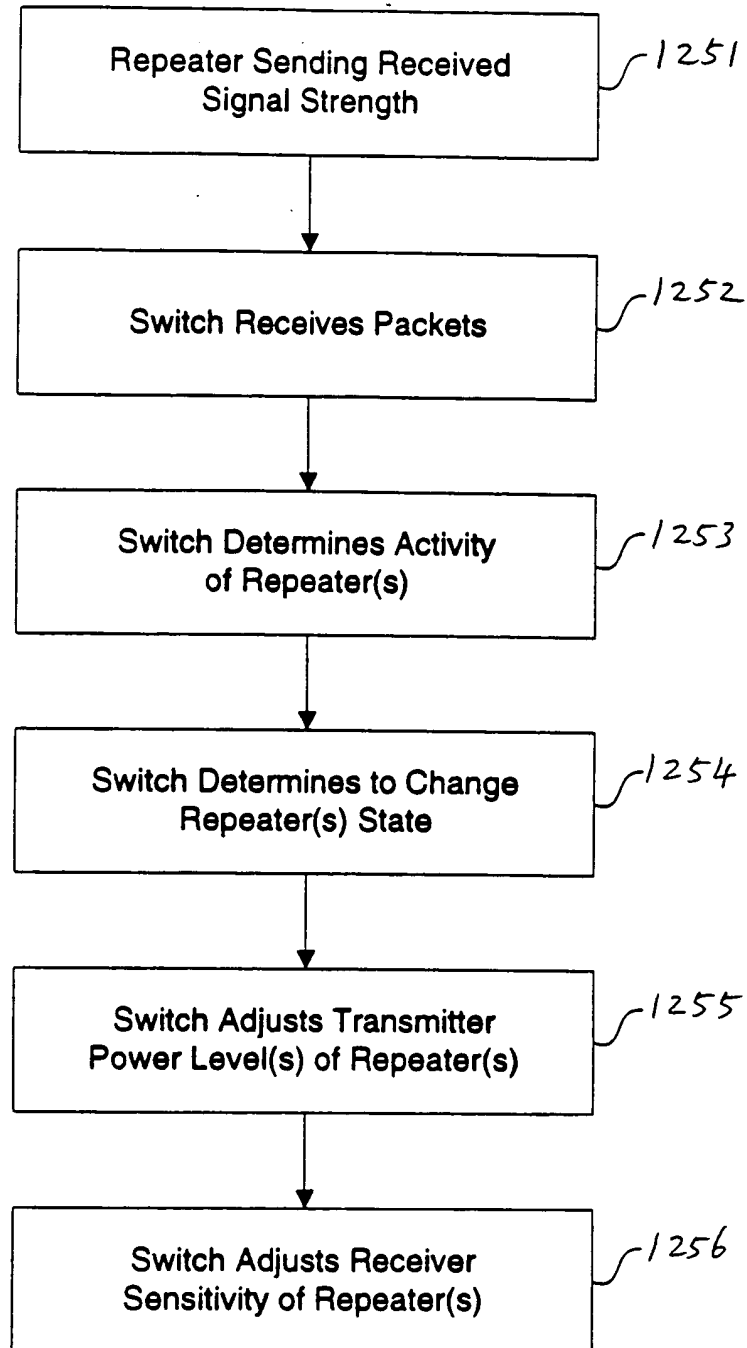 Repeater Sending Received
Signal Strength
1251
Switch Receives Packets
1252
Switch Determines Activity
of Repeater(s)
1253
Switch Determines to Change
Repeater(s) State
1254
Switch Adjusts Transmitter
Power Level(s) of Repeater(s)
1255
Switch Adjusts Receiver
Sensitivity of Repeater(s)
1256